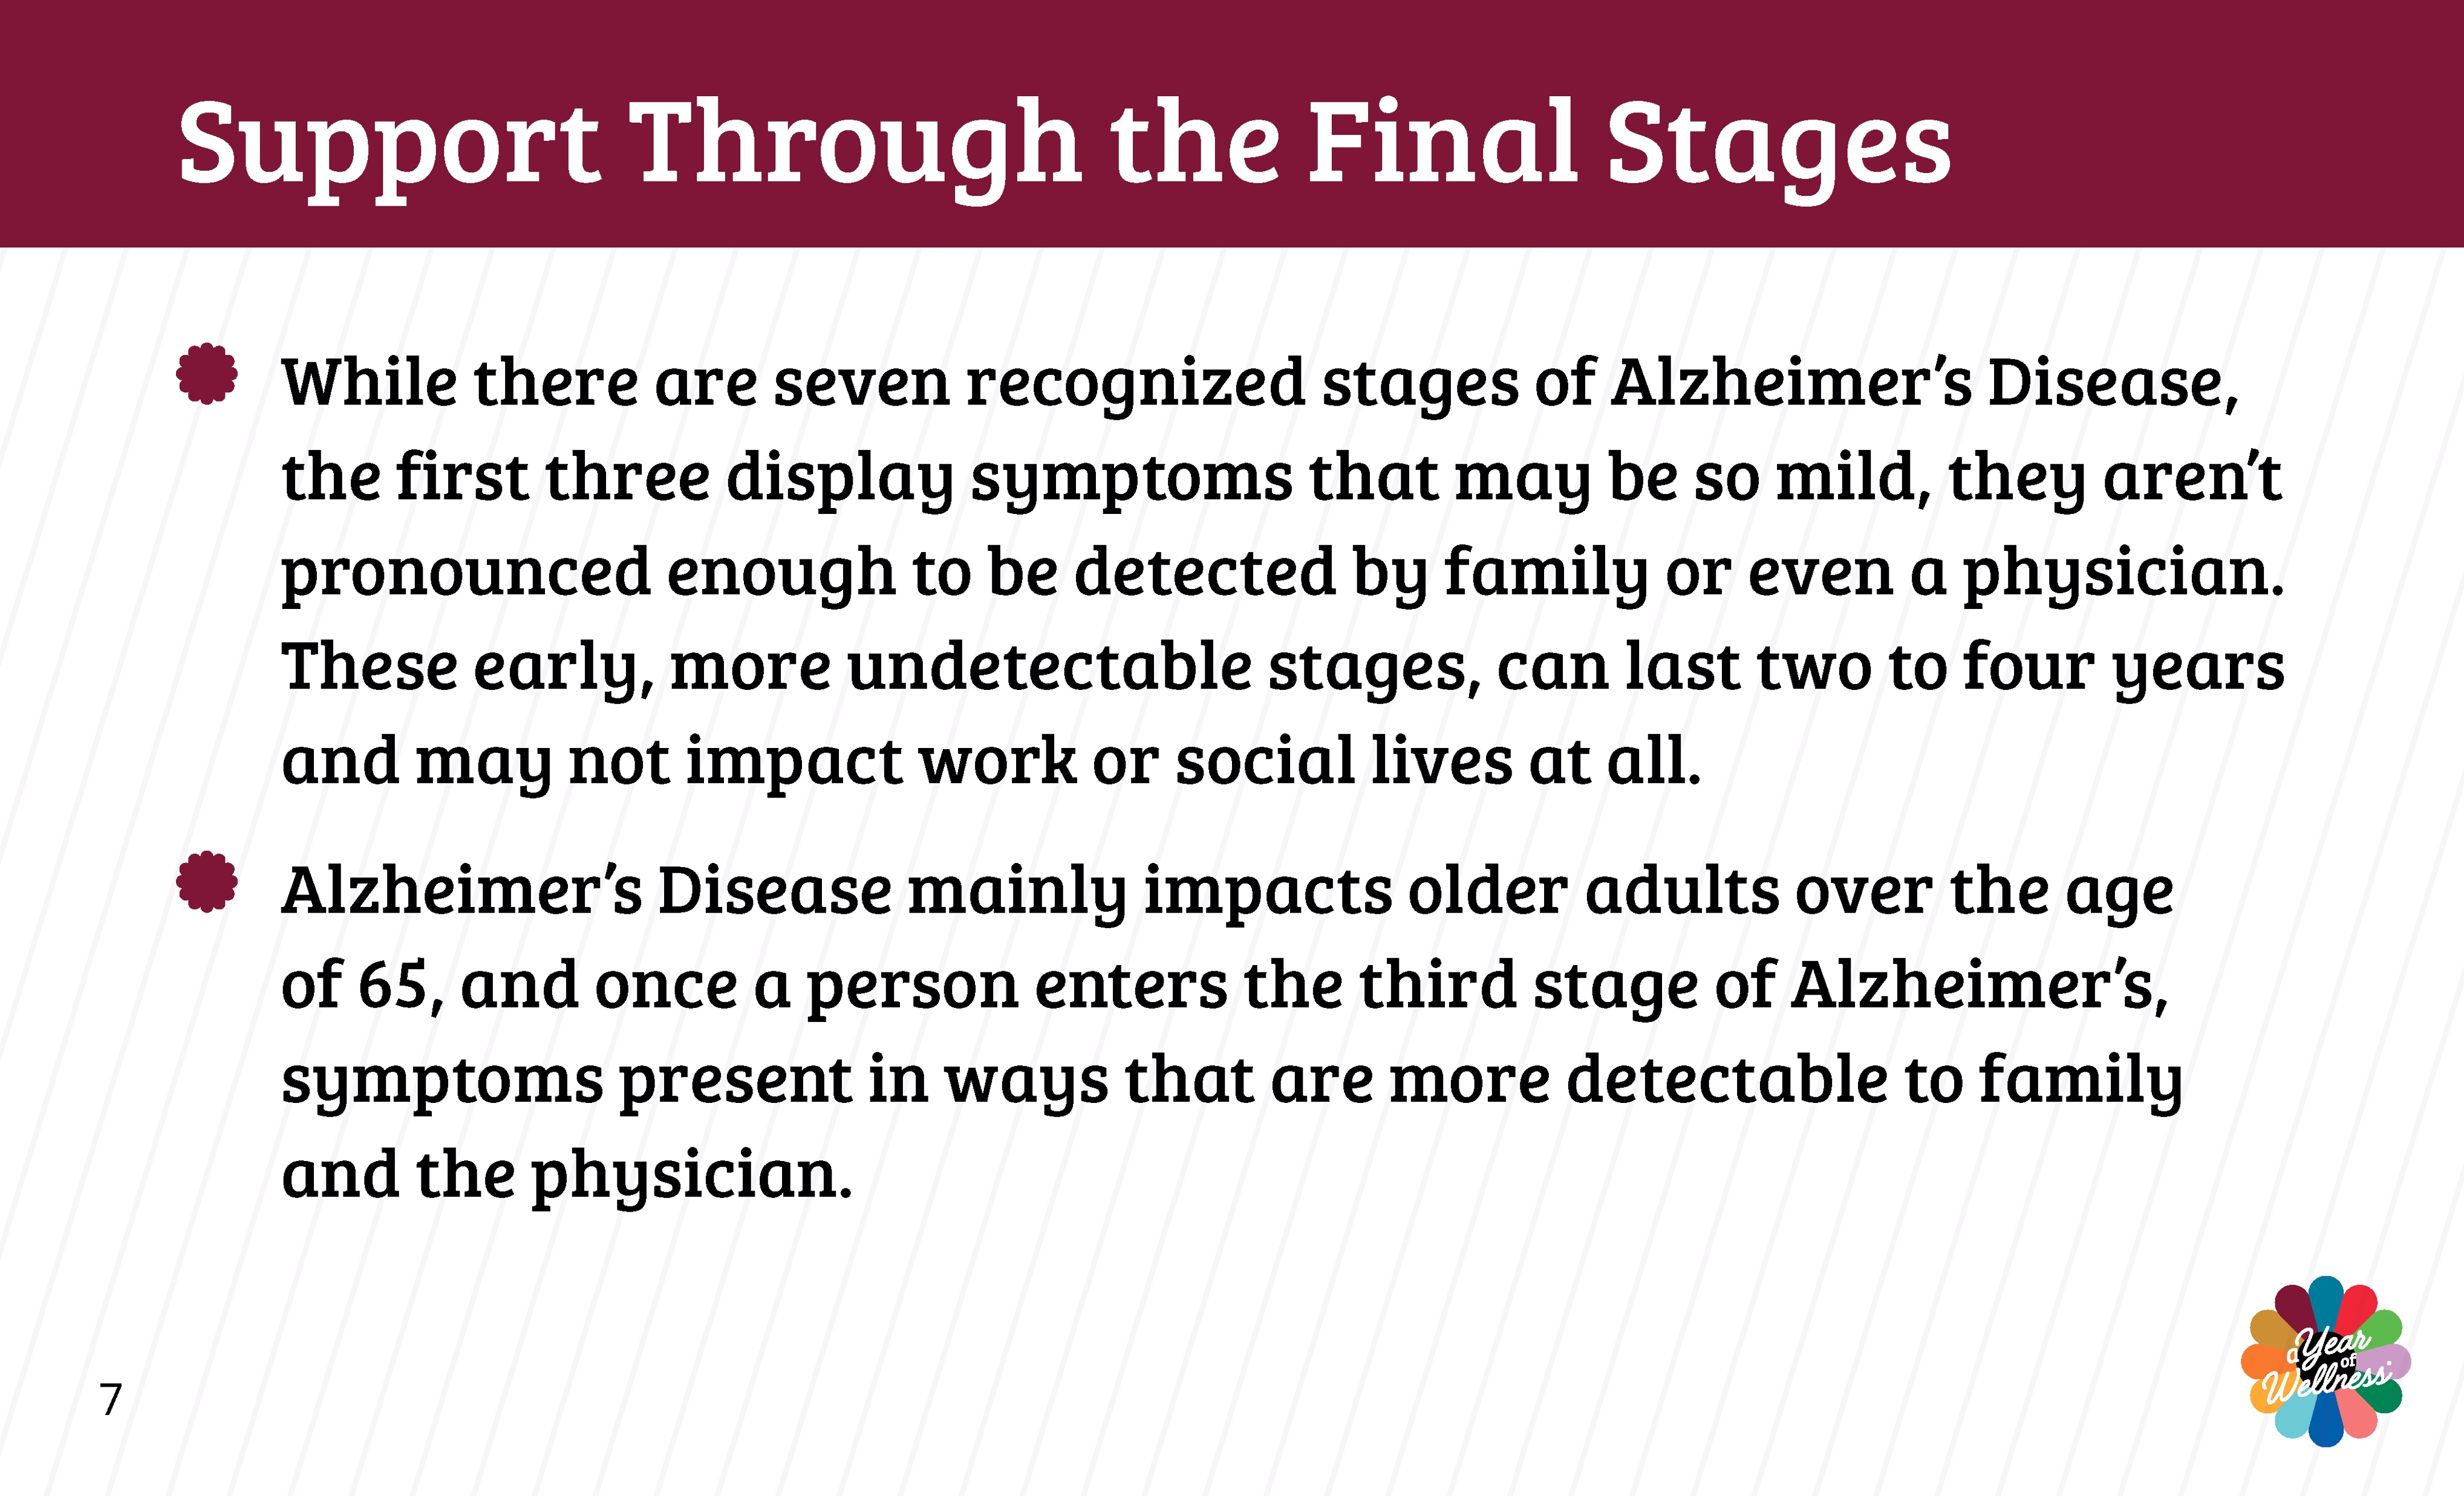 Support Through the Final Stages
While there are seven recognized stages of Alzheimer’s Disease,
the first three display symptoms that may be so mild, they aren’t
pronounced enough to be detected by family or even a physician.
These early, more undetectable stages, can last two to four years
and may not impact work or social lives at all.
Alzheimer’s Disease mainly impacts older adults over the age
of 65, and once a person enters the third stage of Alzheimer’s,
symptoms present in ways that are more detectable to family
and the physician.
a Year
of
Wellness
7